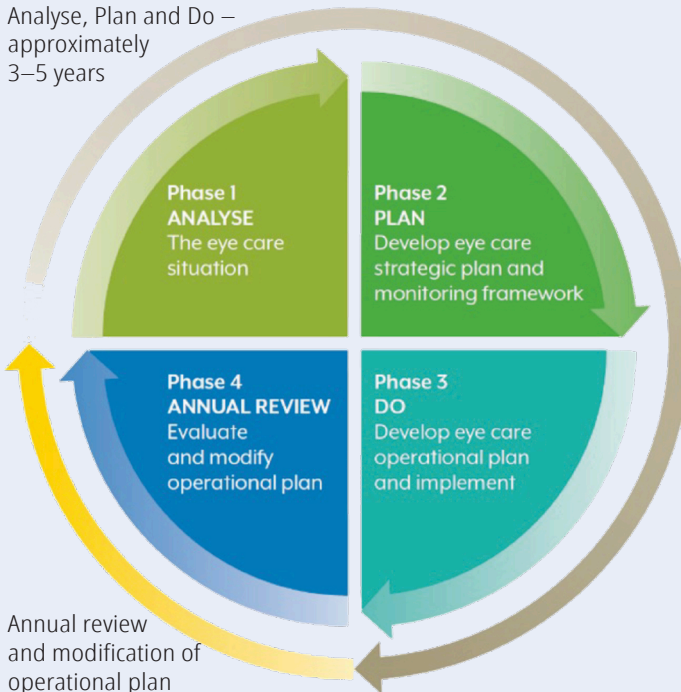 Analyse, Plan and Do –
approximately
3–5 years
Phase 1
ANALYSE
The eye care
situation
Phase 2
PLAN
Develop eye care
strategic plan and
monitoring framework
Phase 4
ANNUAL REVIEW
Evaluate
and modify
operational plan
Phase 3
DO
Develop eye care
operational plan
and implement
Annual review
and modification of
operational plan